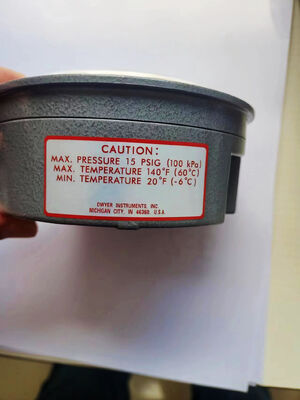 CAUTION:
MAX. PRESSURE 15 PSIG (100 kPa)
MAX. TEMPERATURE 140°F (60°C)
MIN. TEMPERATURE 20°F (-6°C)
DWYER INSTRUMENTS, INC.
MICHIGAN CITY, IN 46360, U.S.A.